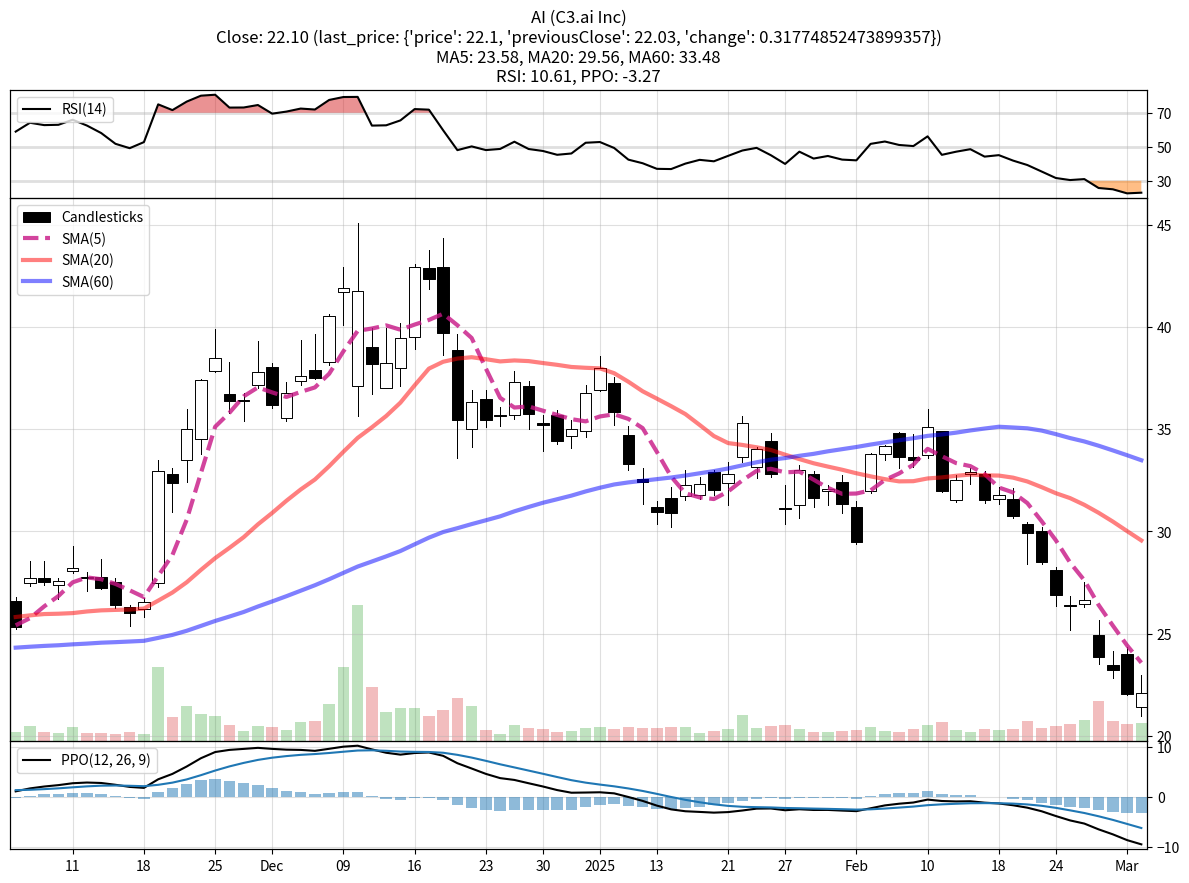 AI (C3.ai Inc)
Close: 22.10 (last_price: {'price': 22.1, 'previousClose': 22.03, 'change': 0.31774852473899357})
MA5: 23.58, MA20: 29.56, MA60: 33.48
RSI: 10.61, PPO: -3.27
RSI(14)
70
50
30
Candlesticks
SMA(5)
SMA(20)
SMA(60)
45
40
35
30
25
20
PPO(12, 26, 9)
10
0
−10
11 18 25 Dec 09 16 23 30 2025 13 21 27 Feb 10 18 24 Mar